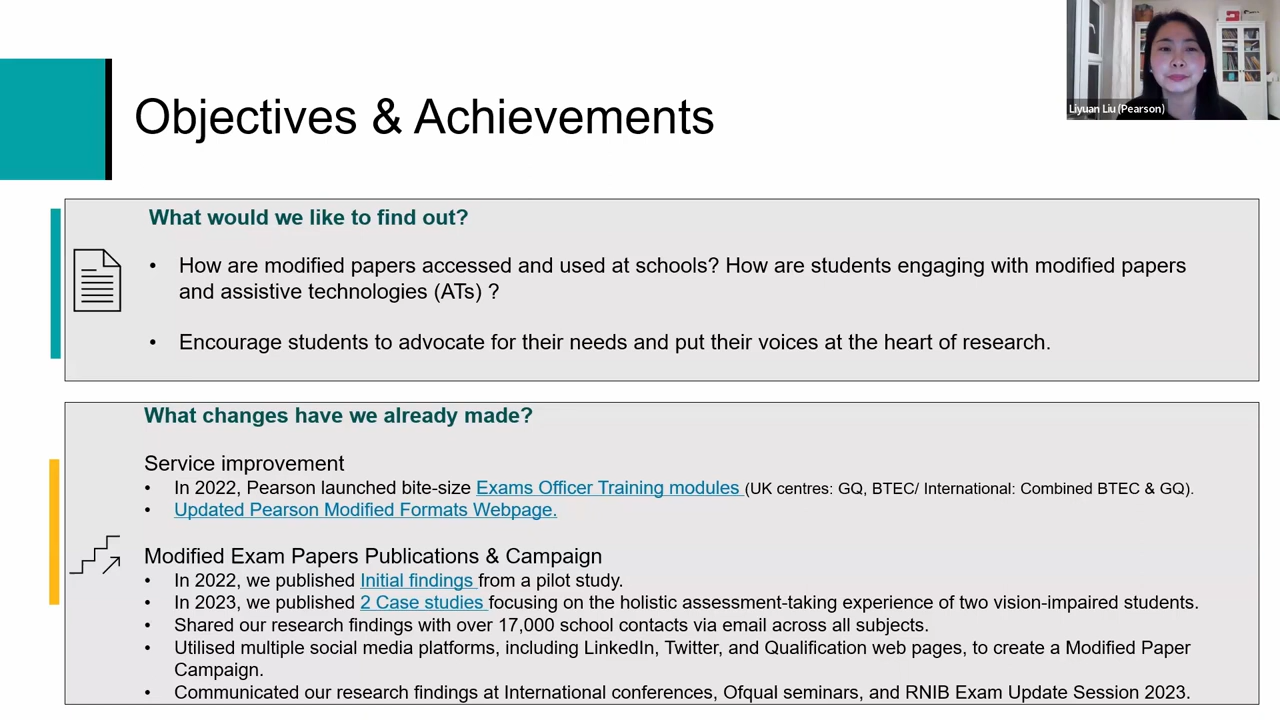 Liyuan Liu (Pearson)
Objectives & Achievements
What would we like to find out?
• How are modified papers accessed and used at schools? How are students engaging with modified papers
and assistive technologies (ATs) ?
• Encourage students to advocate for their needs and put their voices at the heart of research.
What changes have we already made?
Service improvement
• In 2022, Pearson launched bite-size Exams Officer Training modules (UK centres: GQ, BTEC/ International: Combined BTEC & GQ).
• Updated Pearson Modified Formats Webpage.
Modified Exam Papers Publications & Campaign
• In 2022, we published Initial findings from a pilot study.
• In 2023, we published 2 Case studies focusing on the holistic assessment-taking experience of two vision-impaired students.
• Shared our research findings with over 17,000 school contacts via email across all subjects.
• Utilised multiple social media platforms, including LinkedIn, Twitter, and Qualification web pages, to create a Modified Paper
Campaign.
• Communicated our research findings at International conferences, Ofqual seminars, and RNIB Exam Update Session 2023.